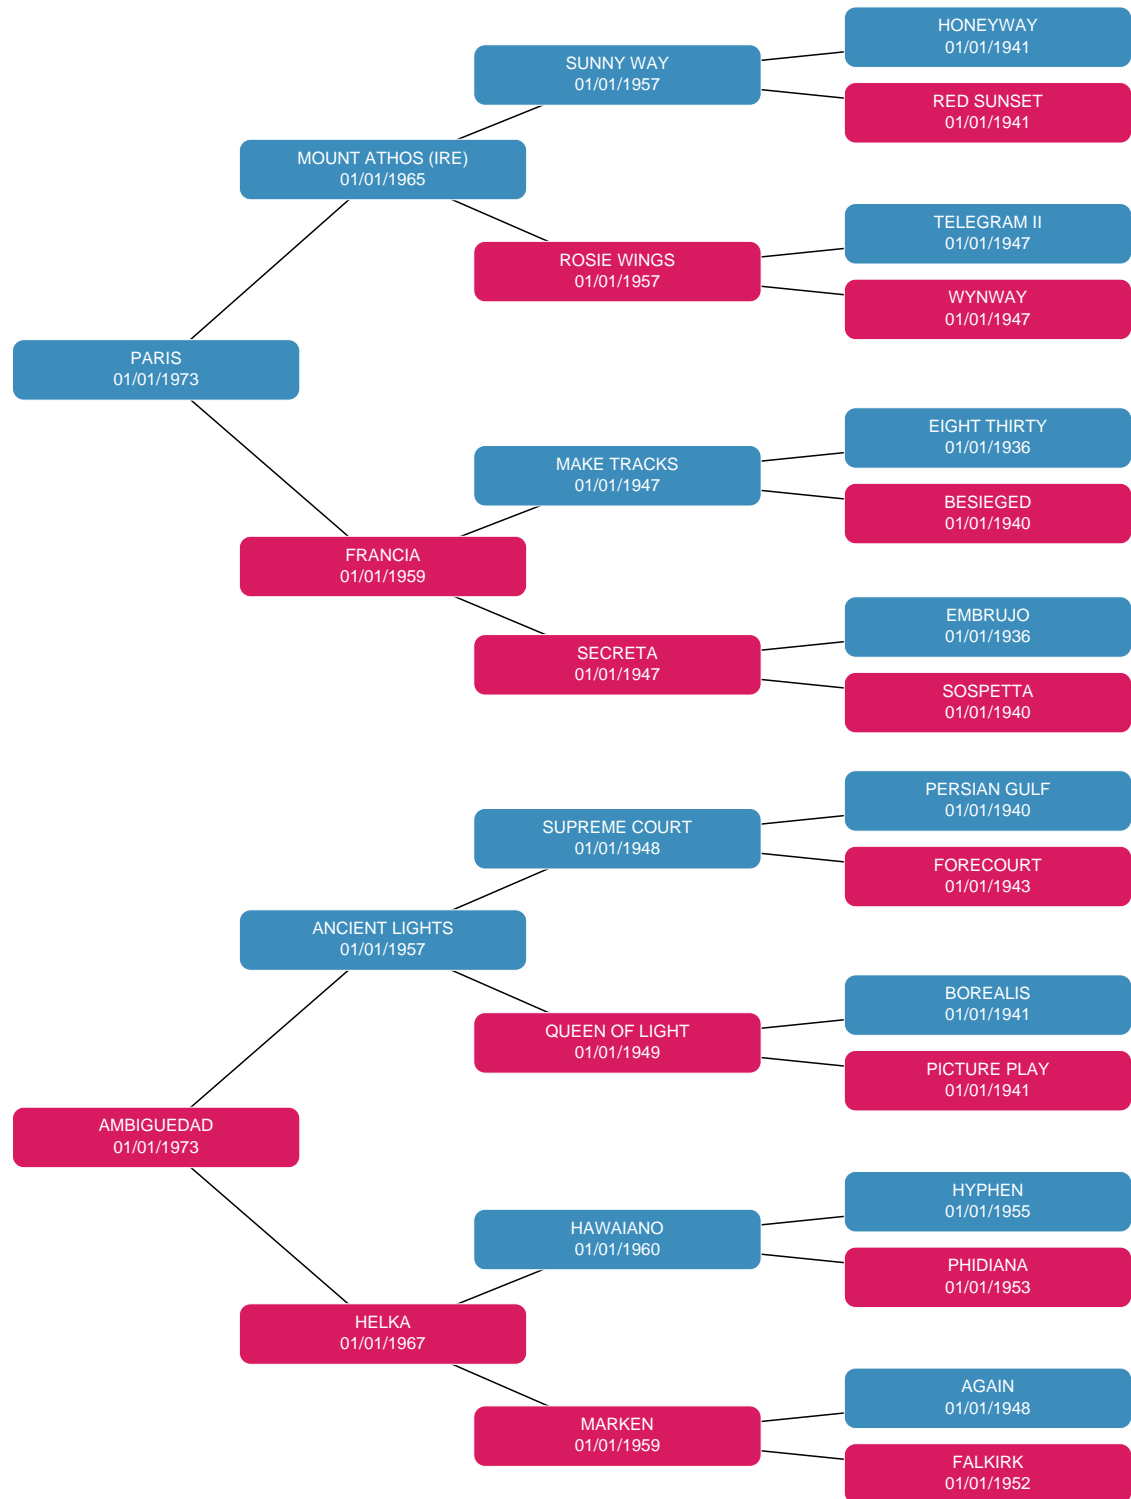 HONEYWAY
01/01/1941
SUNNY WAY
01/01/1957
RED SUNSET
01/01/1941
MOUNT ATHOS (IRE)
01/01/1965
TELEGRAM II
01/01/1947
ROSIE WINGS
01/01/1957
WYNWAY
01/01/1947
PARIS
01/01/1973
EIGHT THIRTY
01/01/1936
MAKE TRACKS
01/01/1947
BESIEGED
01/01/1940
FRANCIA
01/01/1959
EMBRUJO
01/01/1936
SECRETA
01/01/1947
SOSPETTA
01/01/1940
PERSIAN GULF
01/01/1940
SUPREME COURT
01/01/1948
FORECOURT
01/01/1943
ANCIENT LIGHTS
01/01/1957
BOREALIS
01/01/1941
QUEEN OF LIGHT
01/01/1949
PICTURE PLAY
01/01/1941
AMBIGUEDAD
01/01/1973
HYPHEN
01/01/1955
HAWAIANO
01/01/1960
PHIDIANA
01/01/1953
HELKA
01/01/1967
AGAIN
01/01/1948
MARKEN
01/01/1959
FALKIRK
01/01/1952